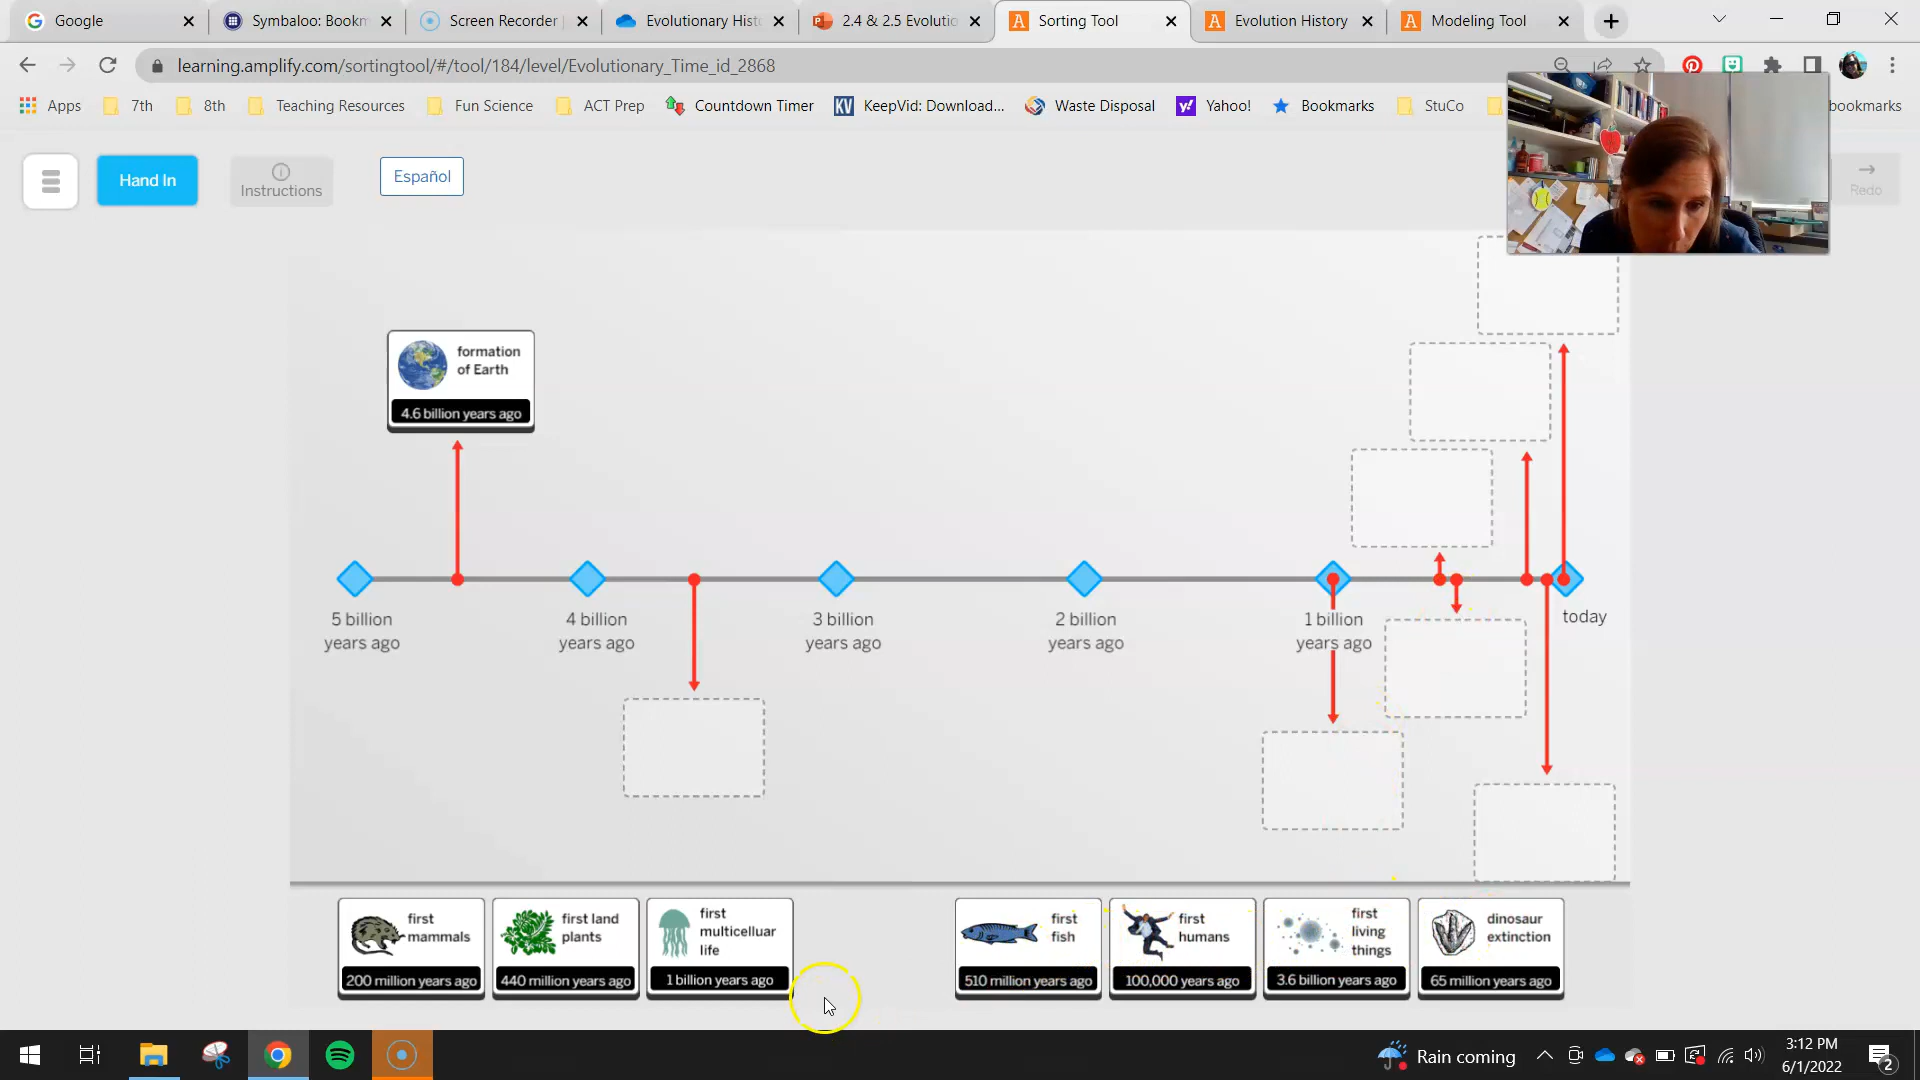 Google
Symbaloo: Bookm
Screen Recorder
Evolutionary Hist
2.4 & 2.5 Evolutio
Sorting Tool
Evolution History
Modeling Tool
learning.amplify.com/sortingtool/#/tool/184/level/Evolutionary_Time_id_2868
Apps
7th
8th
Teaching Resources
Fun Science
ACT Prep
Countdown Timer
KV
KeepVid: Download...
Waste Disposal
Yahoo!
Bookmarks
StuCo
bookmarks
Hand In
Instructions
Español
Redo
formation
of Earth
4.6 billion years ago
5 billion
years ago
4 billion
years ago
3 billion
years ago
2 billion
years ago
1 billion
years ago
today
first
mammals
200 million years ago
first land
plants
440 million years ago
first
multicelluar
life
1 billion years ago
first
fish
510 million years ago
first
humans
100,000 years ago
first
living
things
3.6 billion years ago
dinosaur
extinction
65 million years ago
Rain coming
3:12 PM
6/1/2022
2